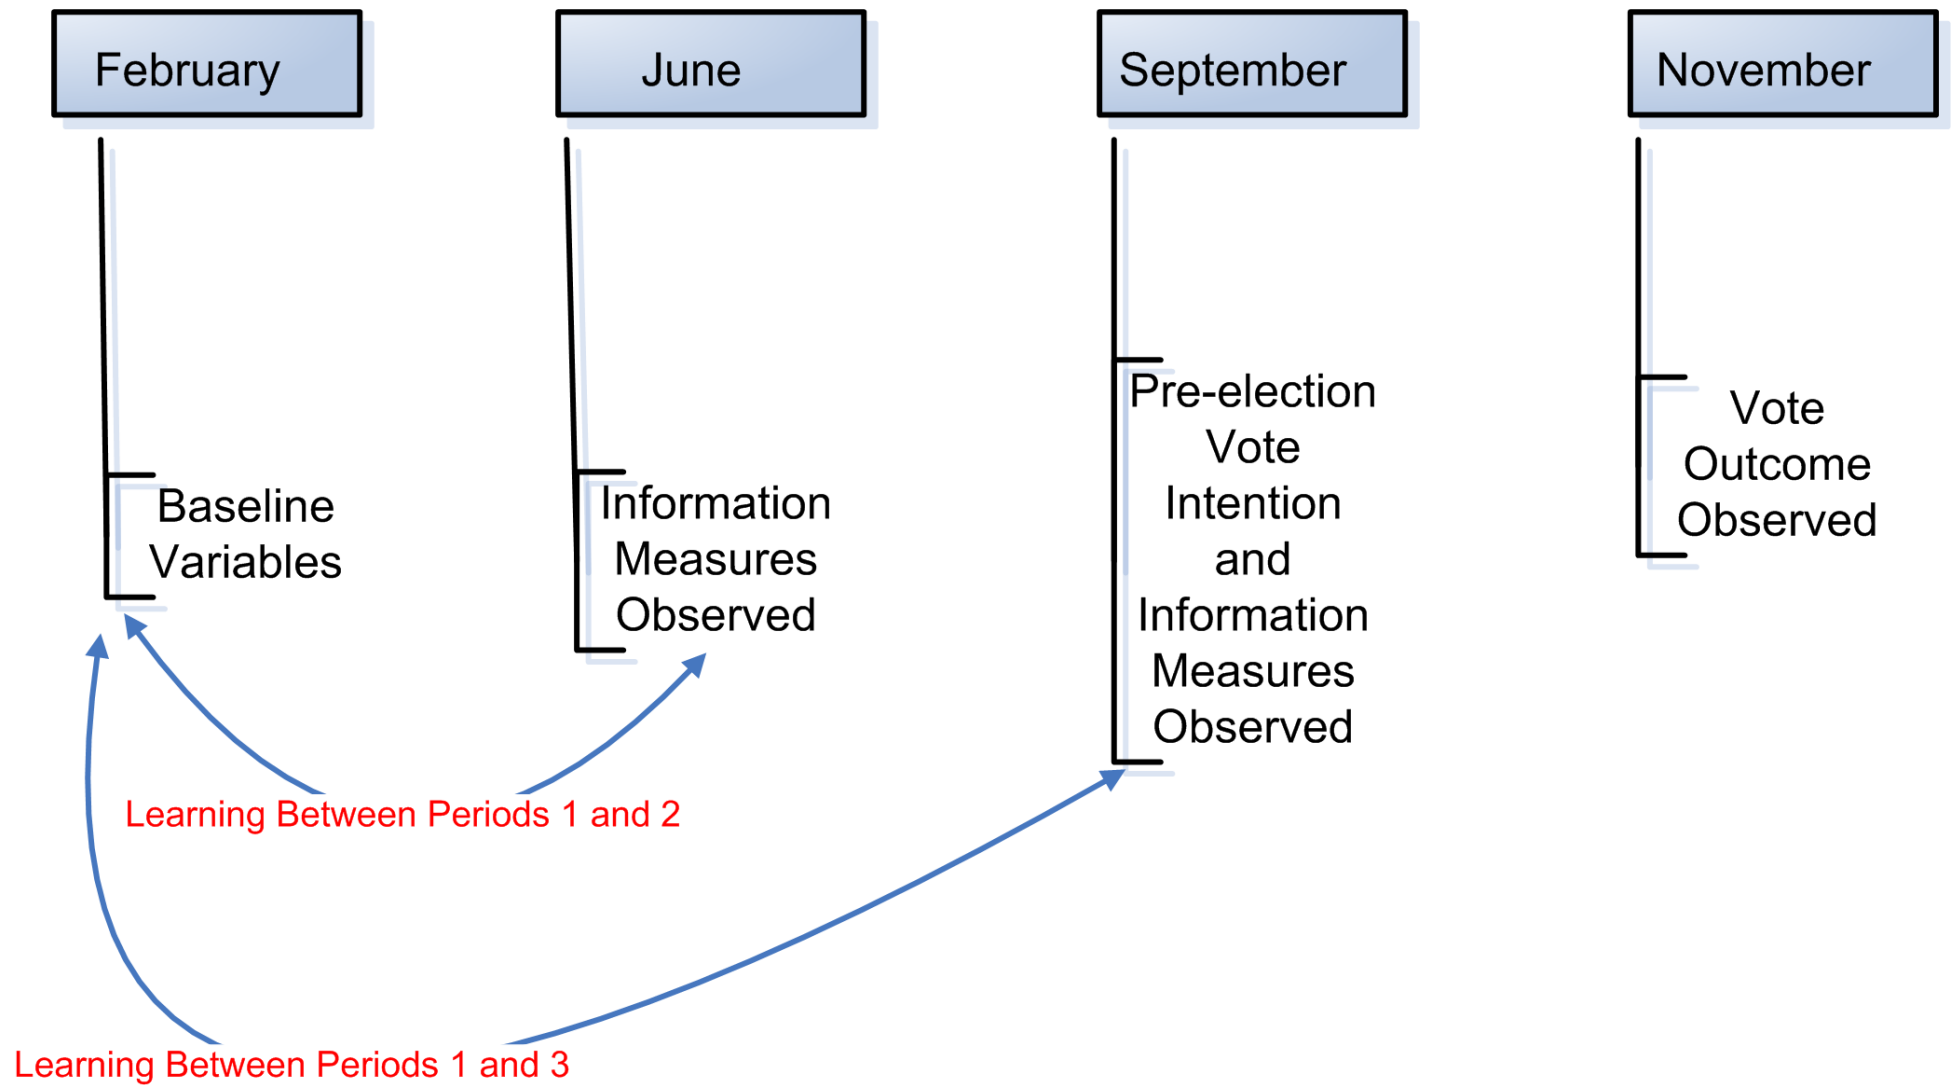 February
June
September
November
Baseline
Variables
Information
Measures
Observed
Pre-election
Vote
Intention
and
Information
Measures
Observed
Vote
Outcome
Observed
Learning Between Periods 1 and 2
Learning Between Periods 1 and 3